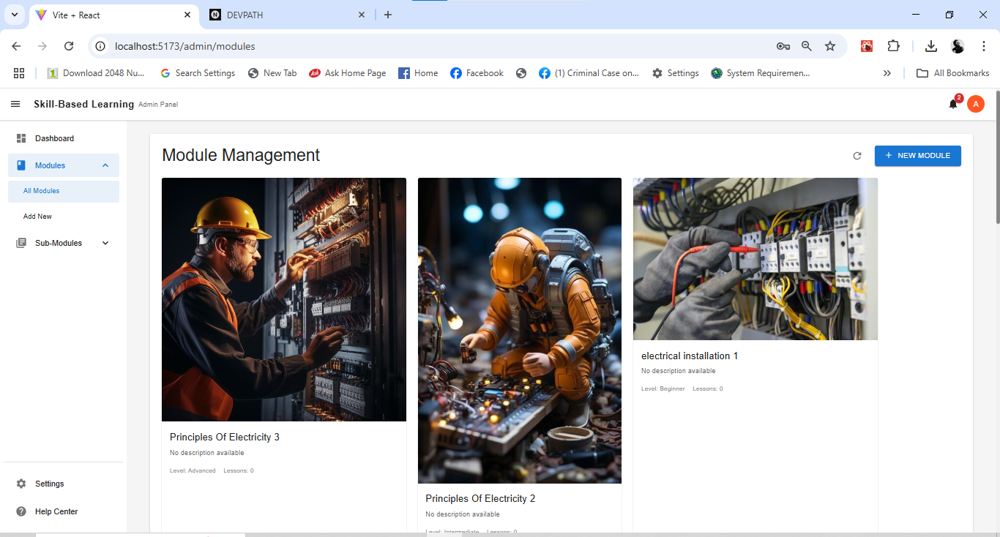 Vite + React
DEVPATH
localhost:5173/admin/modules
Download 2048 Nu...
Search Settings
New Tab
Ask Home Page
Home
Facebook
(1) Criminal Case on...
Settings
System Requiremen...
All Bookmarks
Skill-Based Learning Admin Panel
2
A
Dashboard
Modules
All Modules
Add New
Sub-Modules
Settings
Help Center
Module Management
NEW MODULE
Principles Of Electricity 3
No description available
Level: Advanced Lessons: 0
Principles Of Electricity 2
No description available
Level: Intermediate Lessons: 0
electrical installation 1
No description available
Level: Beginner Lessons: 0